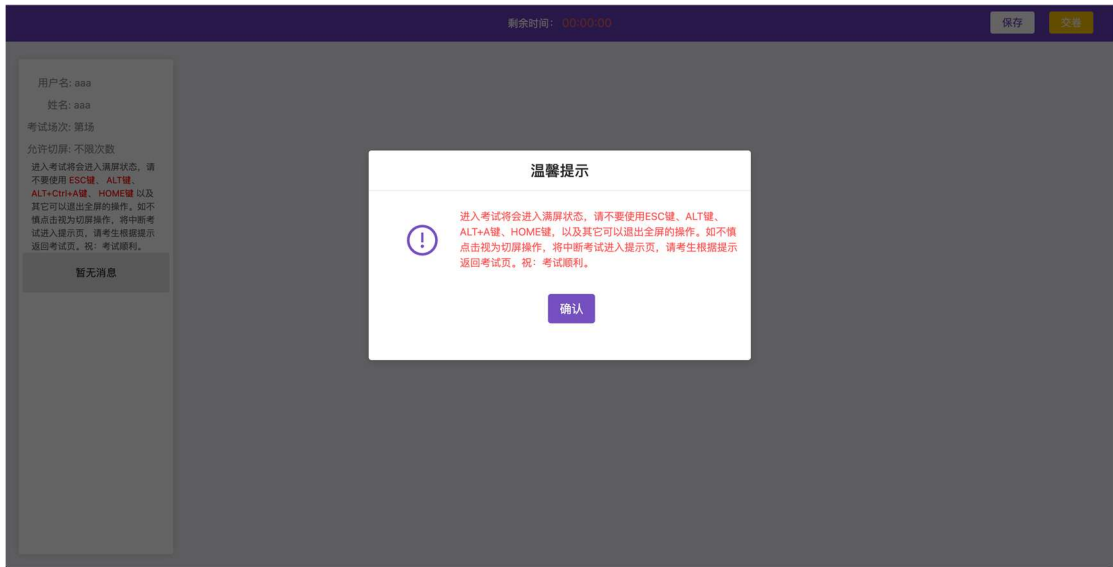 剩余时间: 00:00:00
保存
交卷
用户名: aaa
姓名: aaa
考试场次: 第场
允许切屏: 不限次数
进入考试将会进入满屏状态，请
不要使用 ESC键、 ALT键、
ALT+Ctrl+A键、 HOME键 以及
其它可以退出全屏的操作。如不
慎点击视为切屏操作，将中断考
试进入提示页，请考生根据提示
返回考试页。祝：考试顺利。
暂无消息
温馨提示
进入考试将会进入满屏状态，请不要使用ESC键、ALT键、
ALT+A键、HOME键，以及其它可以退出全屏的操作。如不慎
点击视为切屏操作，将中断考试进入提示页，请考生根据提示
返回考试页。祝：考试顺利。
确认